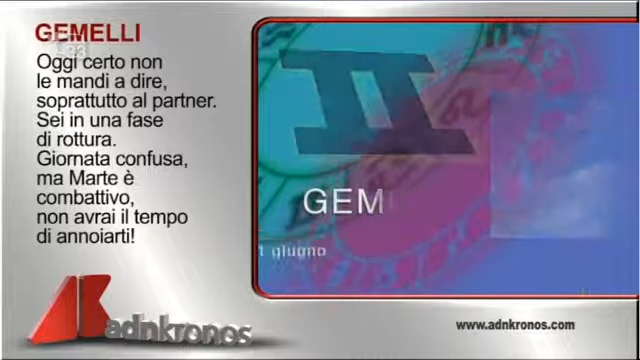 GEMELLI
Oggi certo non
le mandi a dire,
soprattutto al partner.
Sei in una fase
di rottura.
Giornata confusa,
ma Marte è
combattivo,
non avrai il tempo
di annoiarti!
GEM
1 giugno
adnkronos
www.adnkronos.com